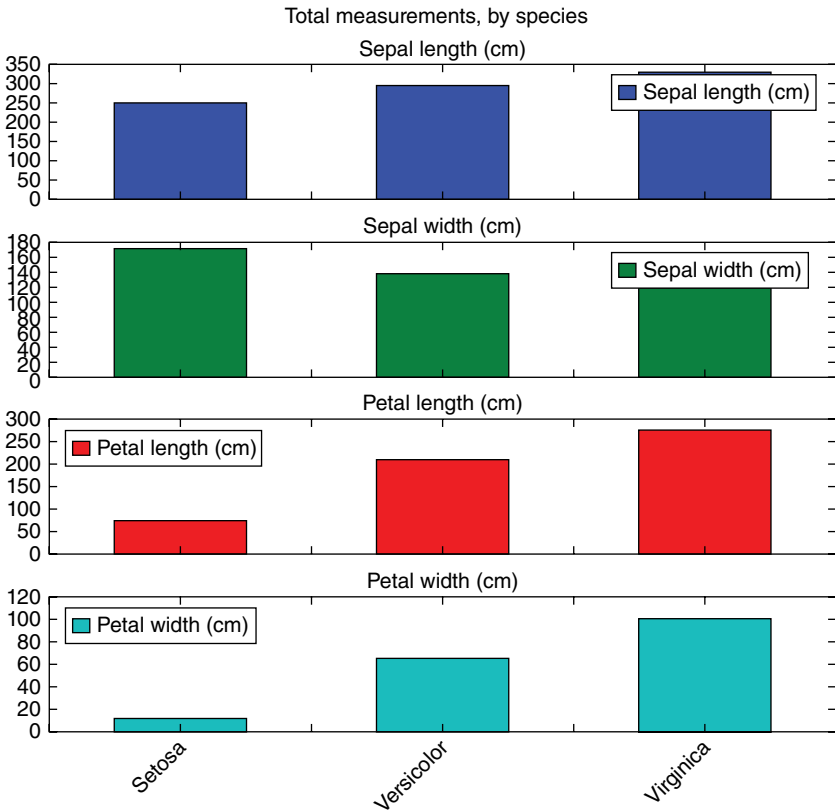 Total measurements, by species
Sepal length (cm)
350
300
250
200
150
100
50
0
Sepal length (cm)
Sepal width (cm)
180
160
140
120
100
80
60
40
20
0
Sepal width (cm)
Petal length (cm)
300
250
200
150
100
50
0
Petal length (cm)
Petal width (cm)
120
100
80
60
40
20
0
Petal width (cm)
Setosa
Versicolor
Virginica